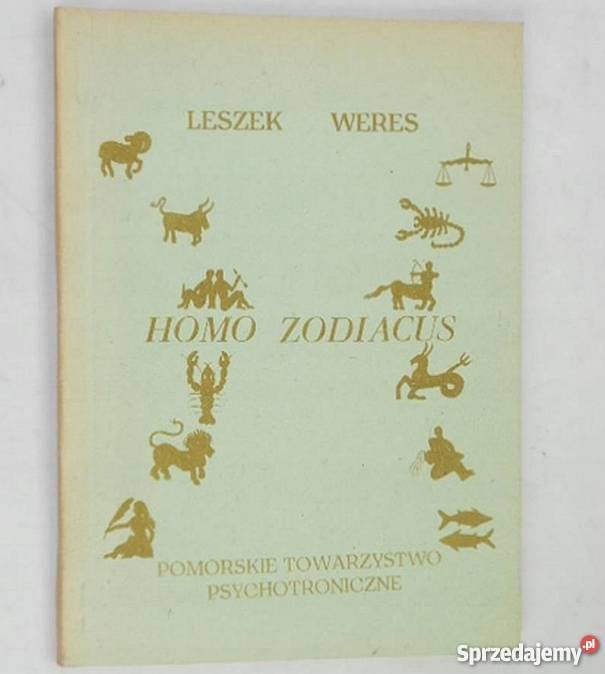 LESZEK WERES
HOMO ZODIACUS
POMORSKIE TOWARZYSTWO
PSYCHOTRONICZNE
Sprzedajemy.pl